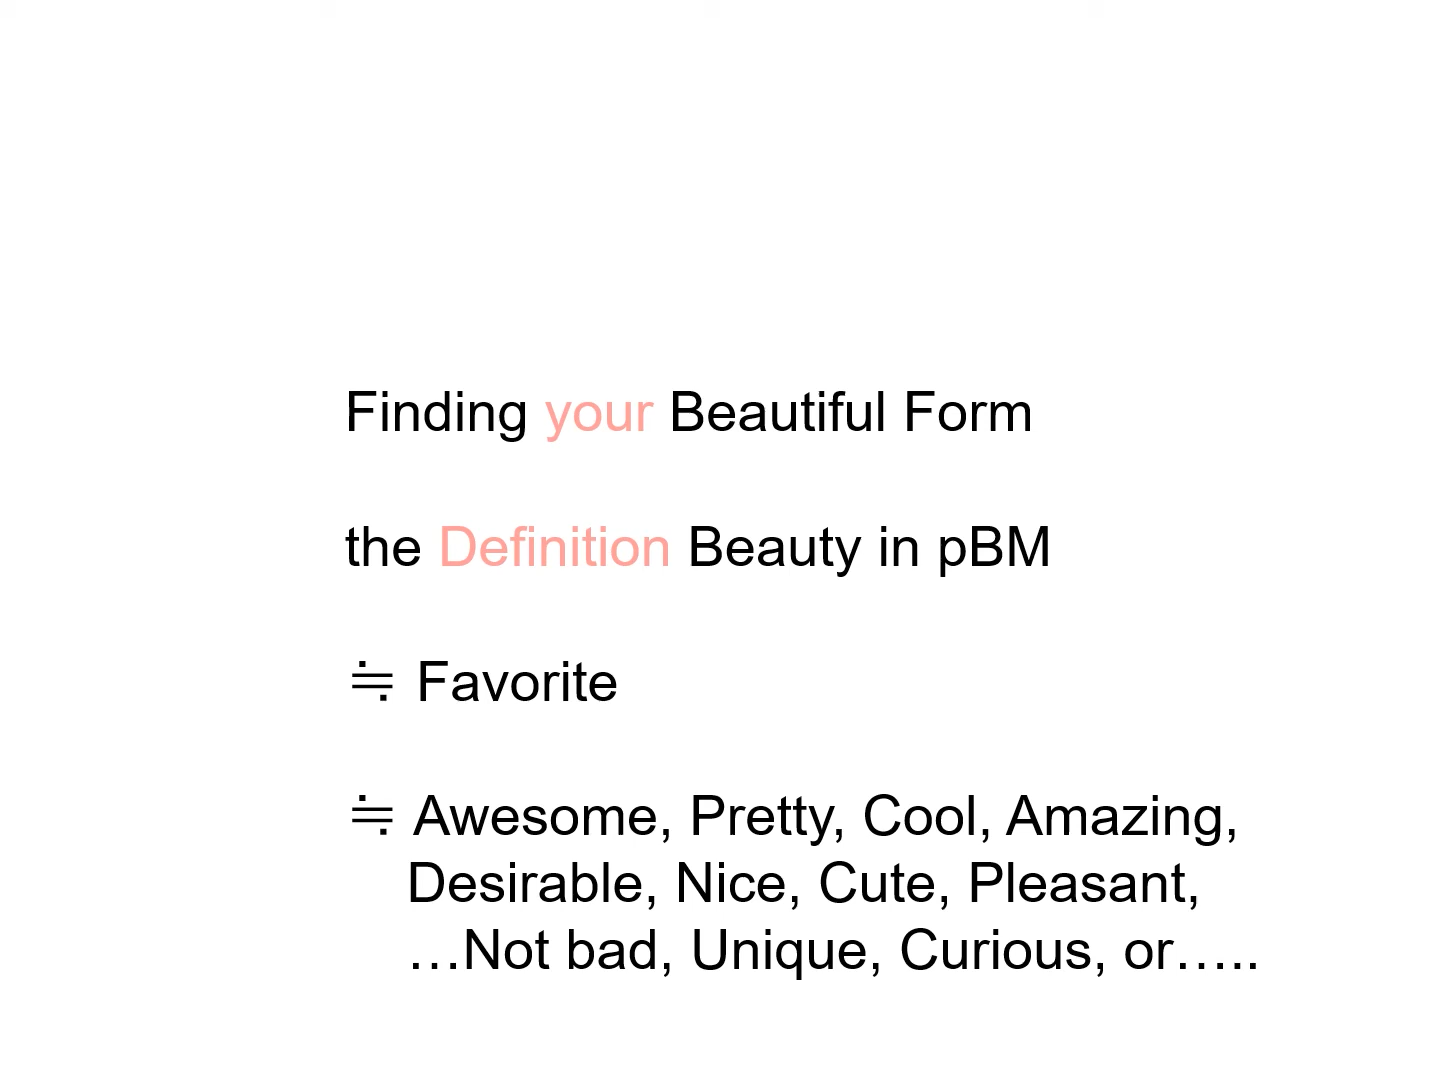 Finding your Beautiful Form
the Definition Beauty in pBM
≒ Favorite
≒ Awesome, Pretty, Cool, Amazing,
Desirable, Nice, Cute, Pleasant,
…Not bad, Unique, Curious, or…..